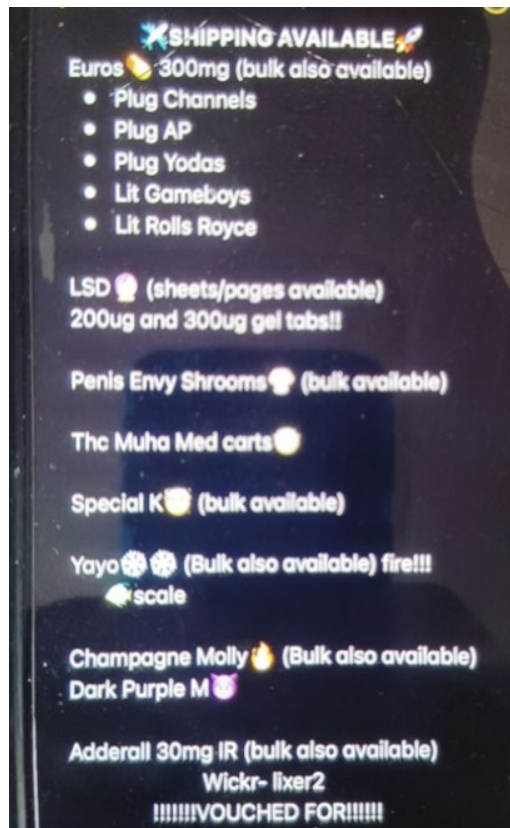 ✈️SHIPPING AVAILABLE🚀
Euros💊 300mg (bulk also available)
• Plug Channels
• Plug AP
• Plug Yodas
• Lit Gameboys
• Lit Rolls Royce
LSD🔮 (sheets/pages available)
200ug and 300ug gel tabs!!
Penis Envy Shrooms🍄 (bulk available)
Thc Muha Med carts
Special K (bulk available)
Yayo❄️❄️ (Bulk also available) fire!!!
🐟scale
Champagne Molly🔥 (Bulk also available)
Dark Purple M😈
Adderall 30mg IR (bulk also available)
Wickr- lixer2
!!!!!!!VOUCHED FOR!!!!!!